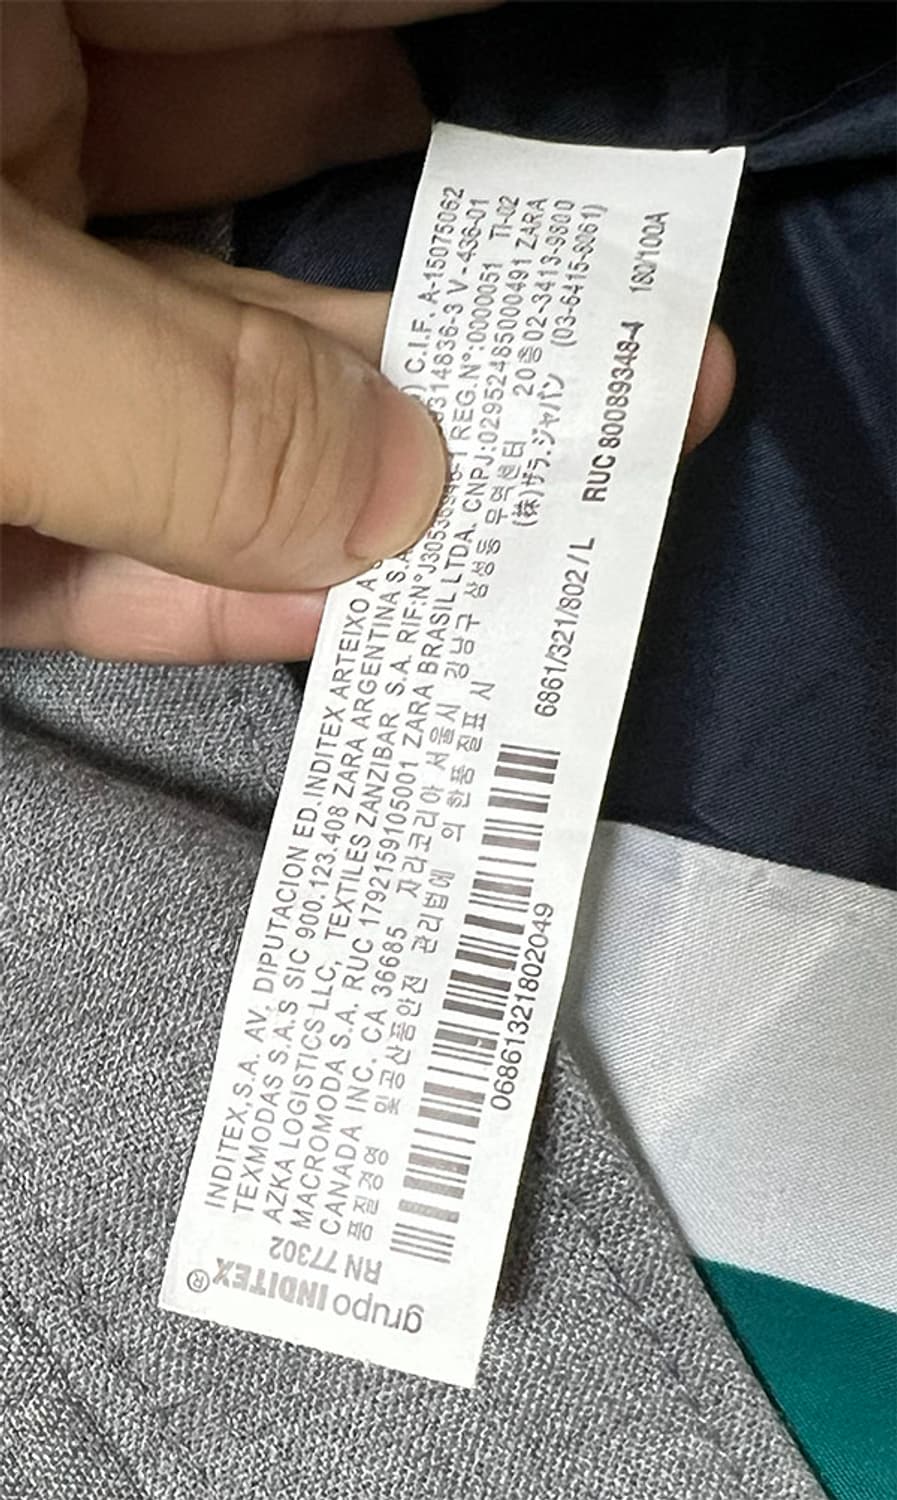 grupo INDITEX®
RN 77302
INDITEX,S.A. AV. DIPUTACION ED.INDITEX ARTEIXO A C.I.F. A-15075062
TEXMODAS S.A.S SIC 900.123.408 ZARA ARGENTINA S.A 314836-3 V -436-01
AZKA LOGISTICS LLC, TEXTILES ZANZIBAR S.A. RIF:N°J REG.N°:0000051 TI-02
MACROMODA S.A. RUC 1792159105001 ZARA BRASIL LTDA. CNPJ:02952485000491 ZARA
CANADA INC. CA 36685 자라코리아 서울시 강남구 삼성동 무역센터 20층02-3413-9800
품질경영 및 공산품안전 관리법에 의한품질표시 (株)ザラ.ジャパン (03-6415-8061)
6861/321/802/L RUC 80089348-4 180/100A
06861321802049